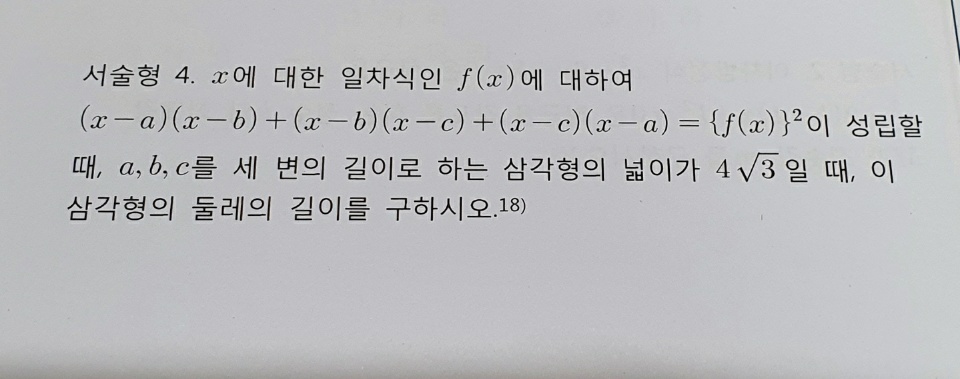 서술형 4. x에 대한 일차식인 f(x)에 대하여
(x-a)(x-b)+(x-b)(x-c)+(x-c)(x-a)={f(x)}²이 성립할
때, a, b, c를 세 변의 길이로 하는 삼각형의 넓이가 4√3일 때, 이
삼각형의 둘레의 길이를 구하시오.18)